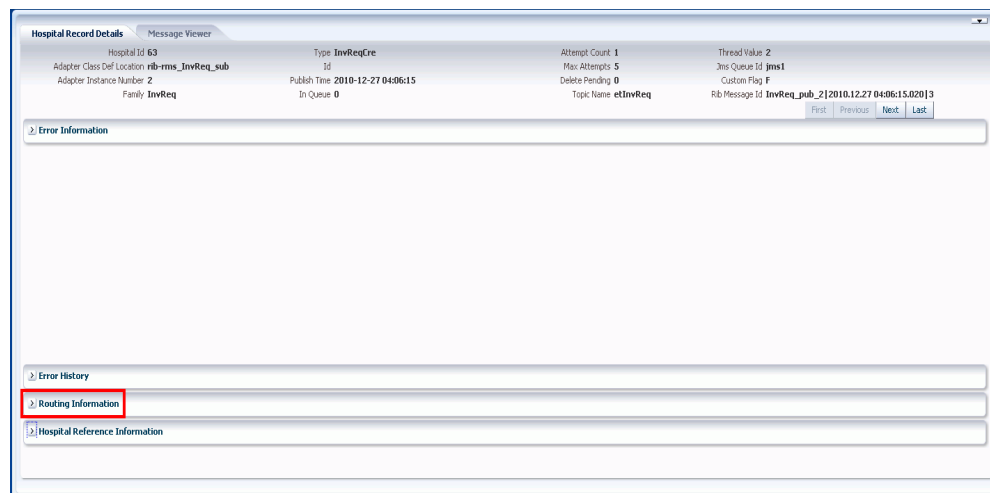 Hospital Record Details Message Viewer
Hospital Id 63 Type InvReqCre Attempt Count 1 Thread Value 2
Adapter Class Def Location rib-rms_InvReq_sub Id Max Attempts 5 Jms Queue Id jms1
Adapter Instance Number 2 Publish Time 2010-12-27 04:06:15 Delete Pending 0 Custom Flag F
Family InvReq In Queue 0 Topic Name etInvReq Rib Message Id InvReq_pub_2|2010.12.27 04:06:15.020|3
First Previous Next Last
Error Information
Error History
Routing Information
Hospital Reference Information